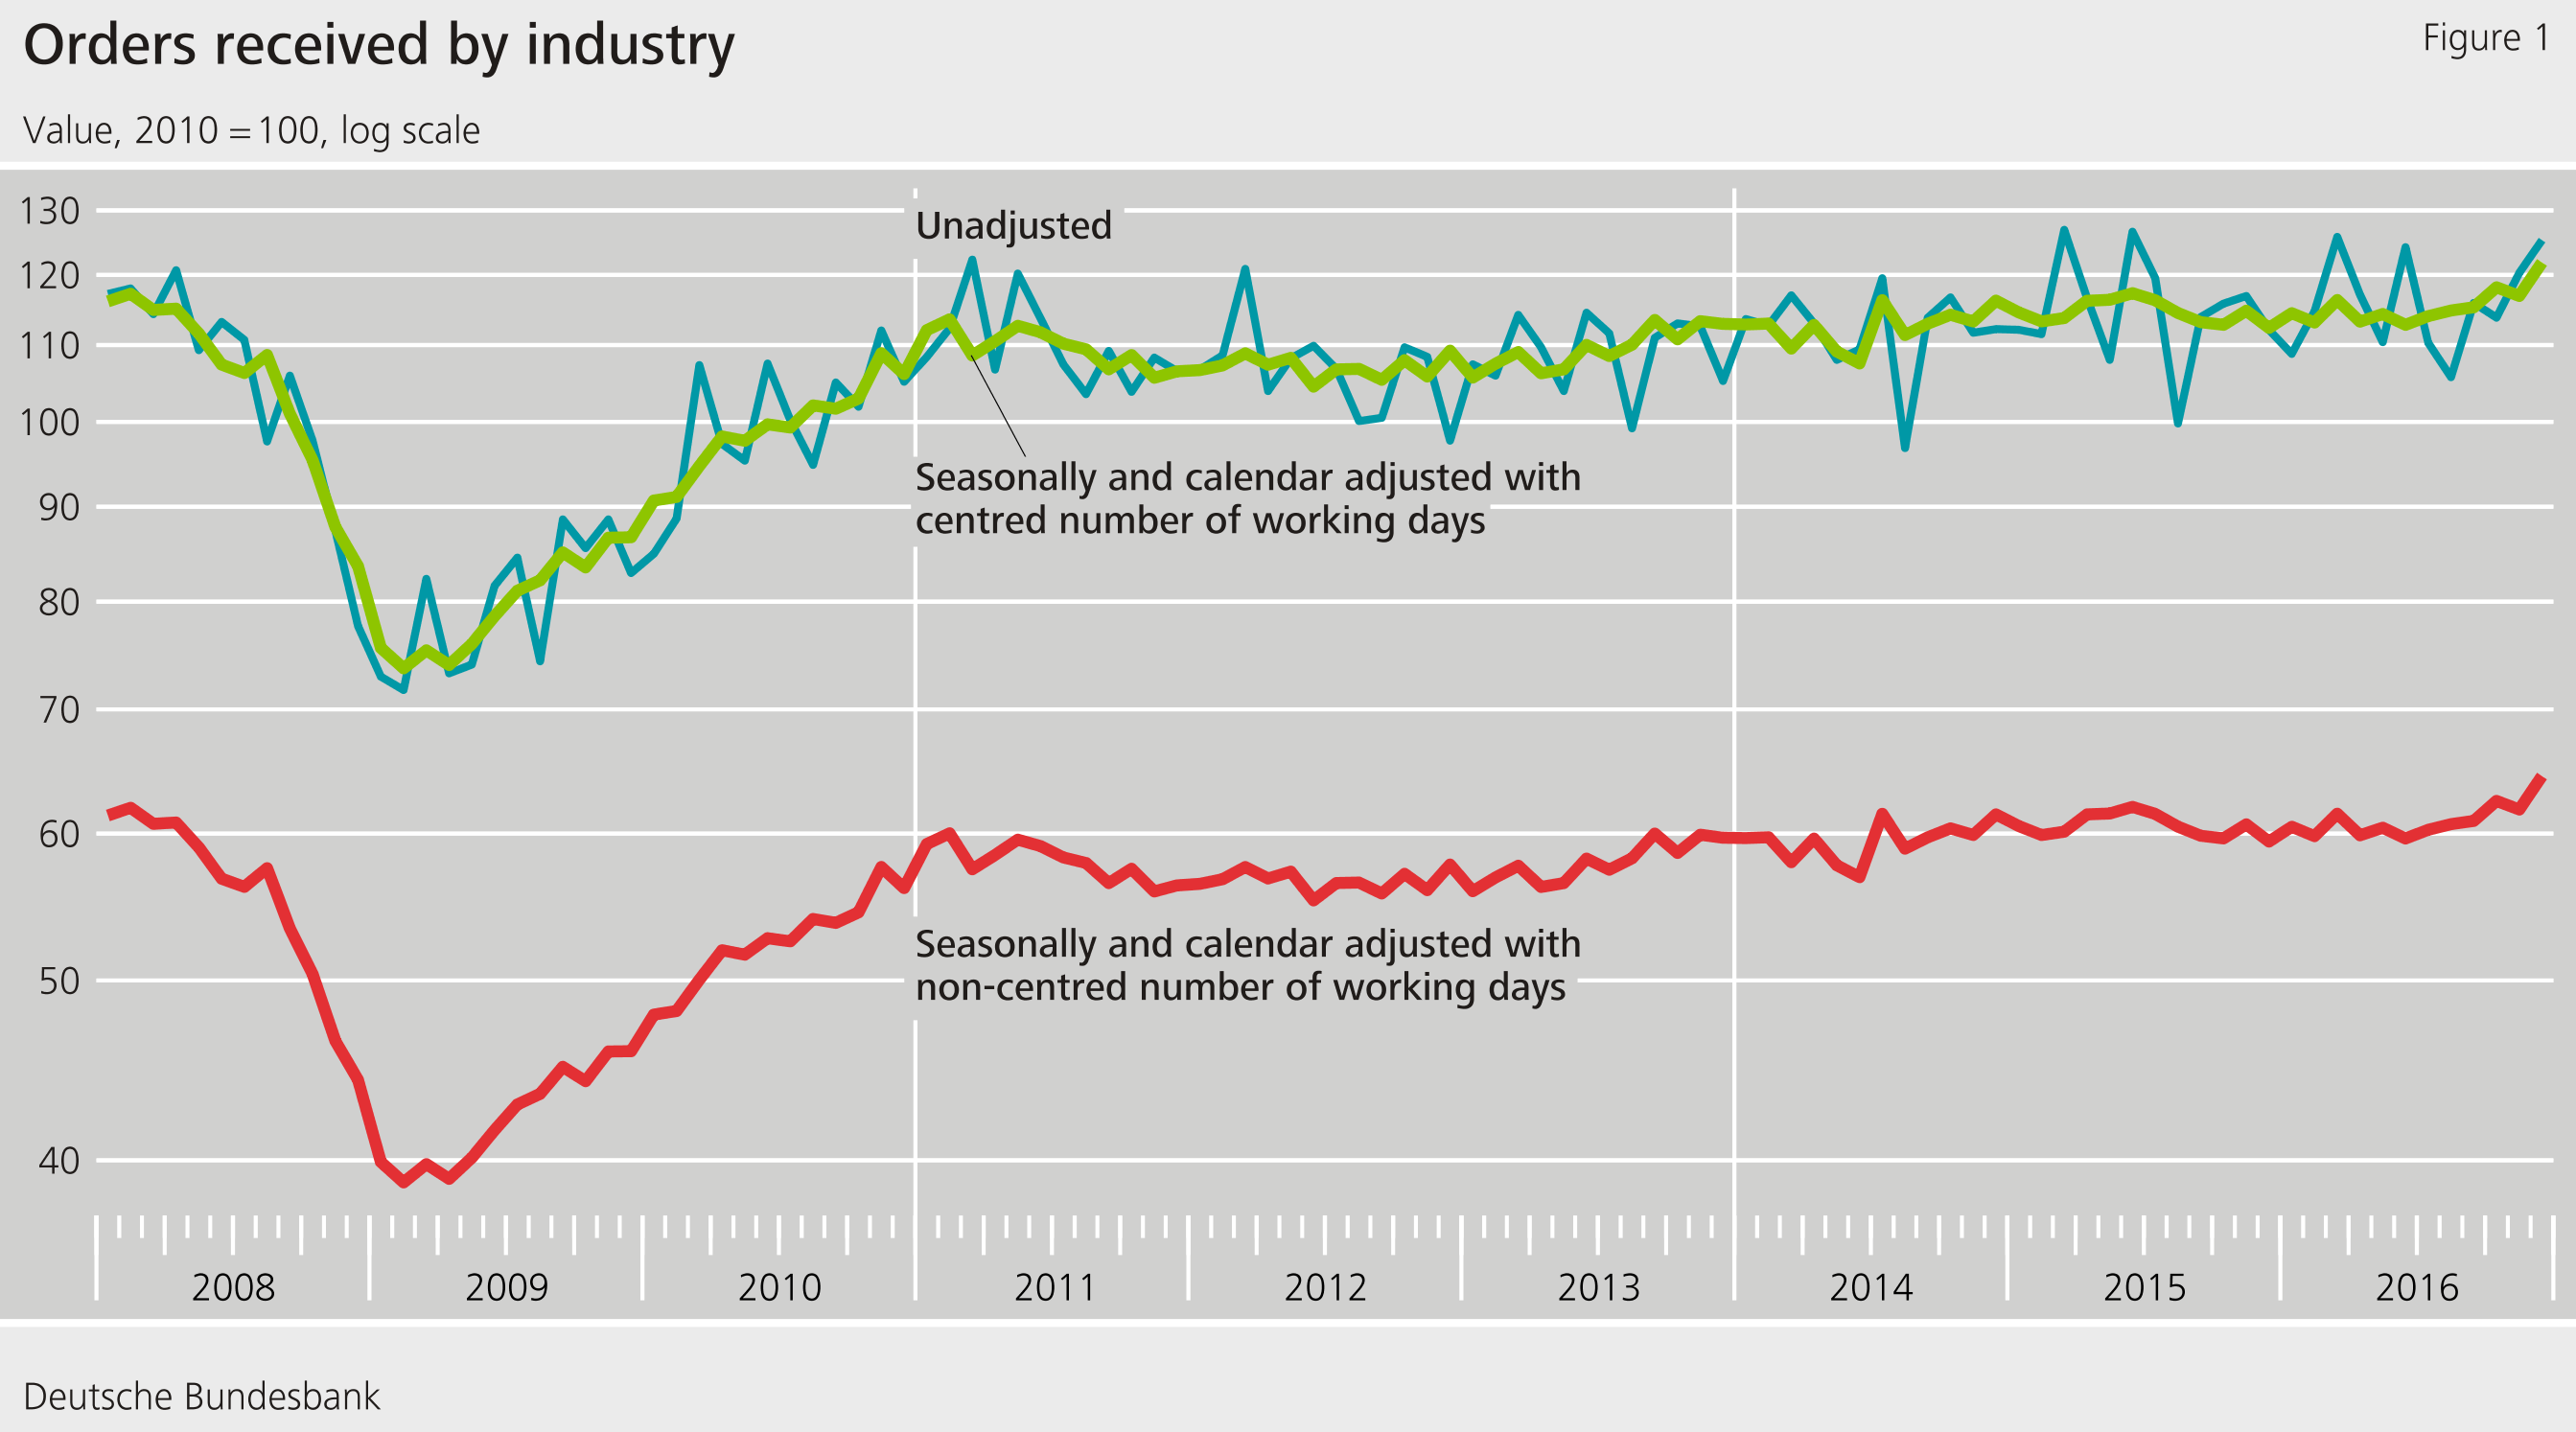 Orders received by industry
Figure 1
Value, 2010 = 100, log scale
130
120
110
100
90
80
70
60
50
40
Unadjusted
Seasonally and calendar adjusted with
centred number of working days
Seasonally and calendar adjusted with
non-centred number of working days
2008 2009 2010 2011 2012 2013 2014 2015 2016
Deutsche Bundesbank